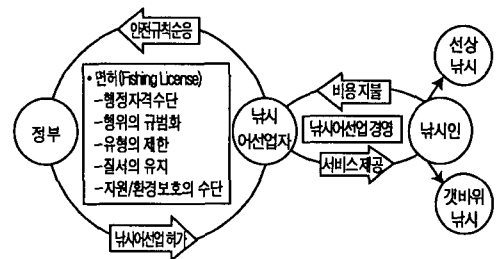 안전규칙순응
• 면허(Fishing License)
–행정자격수단
–행위의 규범화
–유형의 제한
–질서의 유지
–자원/환경보호의 수단
정부
낚시어선업 허가
낚시
어선업자
비용 지불
낚시어선업 경영
서비스 제공
낚시인
선상
낚시
갯바위
낚시